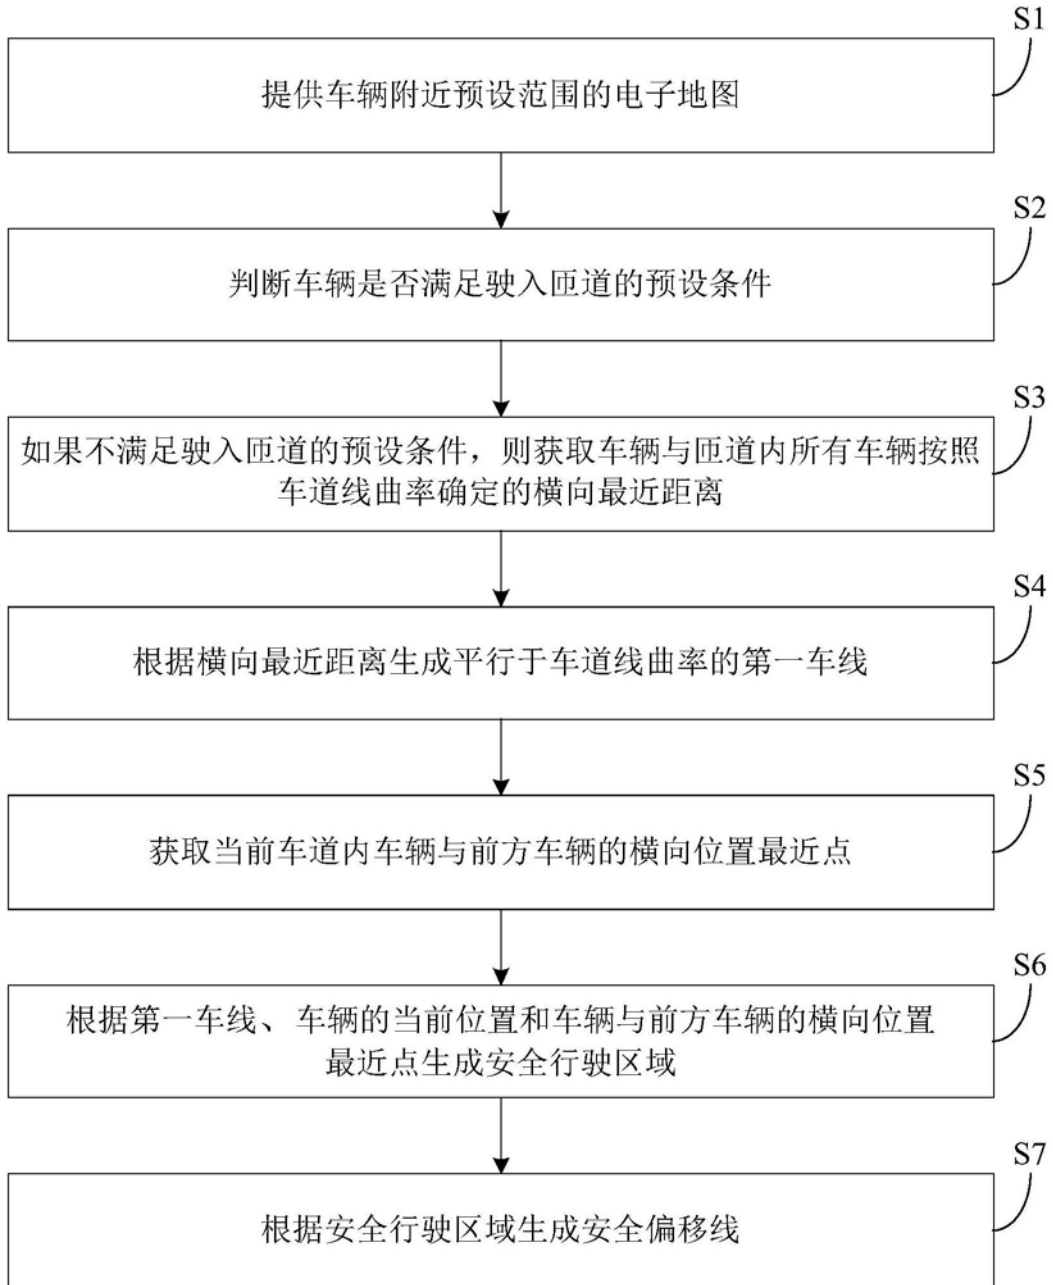 S1
提供车辆附近预设范围的电子地图
S2
判断车辆是否满足驶入匝道的预设条件
S3
如果不满足驶入匝道的预设条件，则获取车辆与匝道内所有车辆按照
车道线曲率确定的横向最近距离
S4
根据横向最近距离生成平行于车道线曲率的第一车线
S5
获取当前车道内车辆与前方车辆的横向位置最近点
S6
根据第一车线、车辆的当前位置和车辆与前方车辆的横向位置
最近点生成安全行驶区域
S7
根据安全行驶区域生成安全偏移线